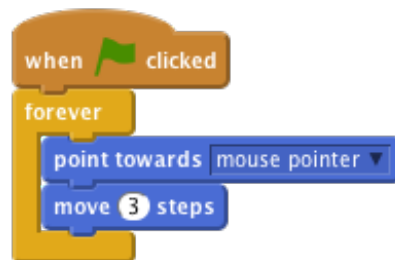 when clicked
forever
point towards mouse pointer
move 3 steps